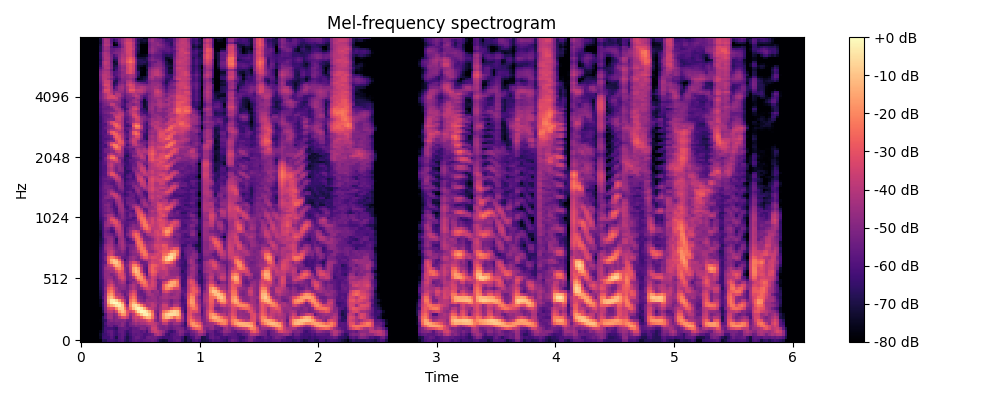 Mel-frequency spectrogram
+0 dB
-10 dB
-20 dB
-30 dB
-40 dB
-50 dB
-60 dB
-70 dB
-80 dB
Hz
4096
2048
1024
512
0
0 1 2 3 4 5 6
Time